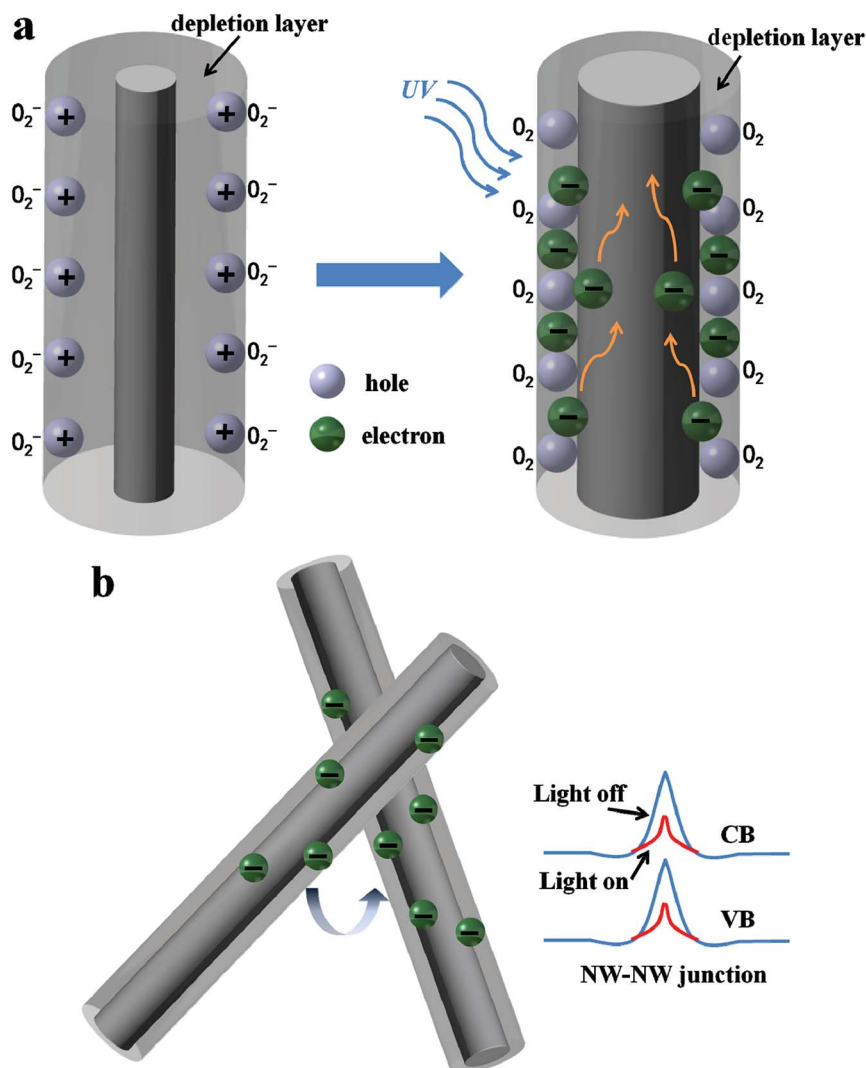 a
depletion layer
O₂⁻ + + O₂⁻
O₂⁻ + + O₂⁻
O₂⁻ + + O₂⁻
O₂⁻ + + O₂⁻
O₂⁻ + + O₂⁻
hole
electron
UV
depletion layer
O₂ O₂
− −
O₂ O₂
− −
O₂ − − O₂
− −
O₂ O₂
− −
O₂ O₂
b
− − − − − − − − −
Light off
CB
Light on
VB
NW-NW junction